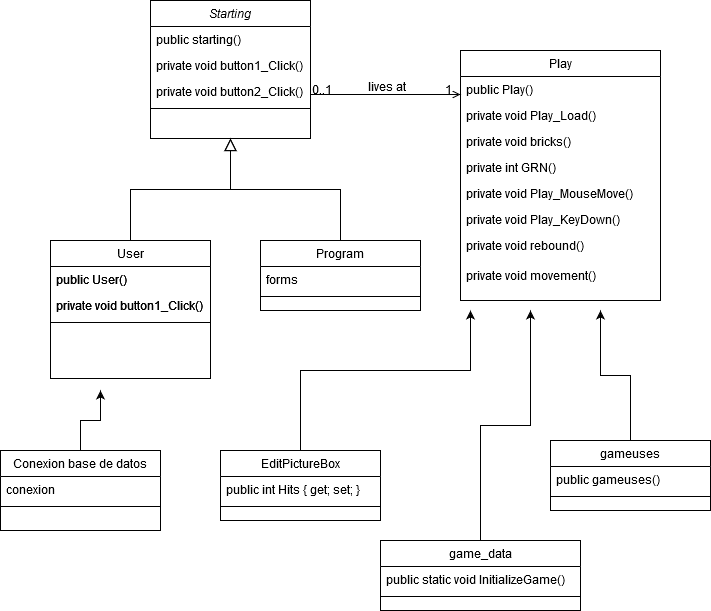 Starting
public starting()
private void button1_Click()
private void button2_Click()
0..1
lives at
1
Play
public Play()
private void Play_Load()
private void bricks()
private int GRN()
private void Play_MouseMove()
private void Play_KeyDown()
private void rebound()
private void movement()
User
public User()
private void button1_Click()
Program
forms
Conexion base de datos
conexion
EditPictureBox
public int Hits { get; set; }
game_data
public static void InitializeGame()
gameuses
public gameuses()